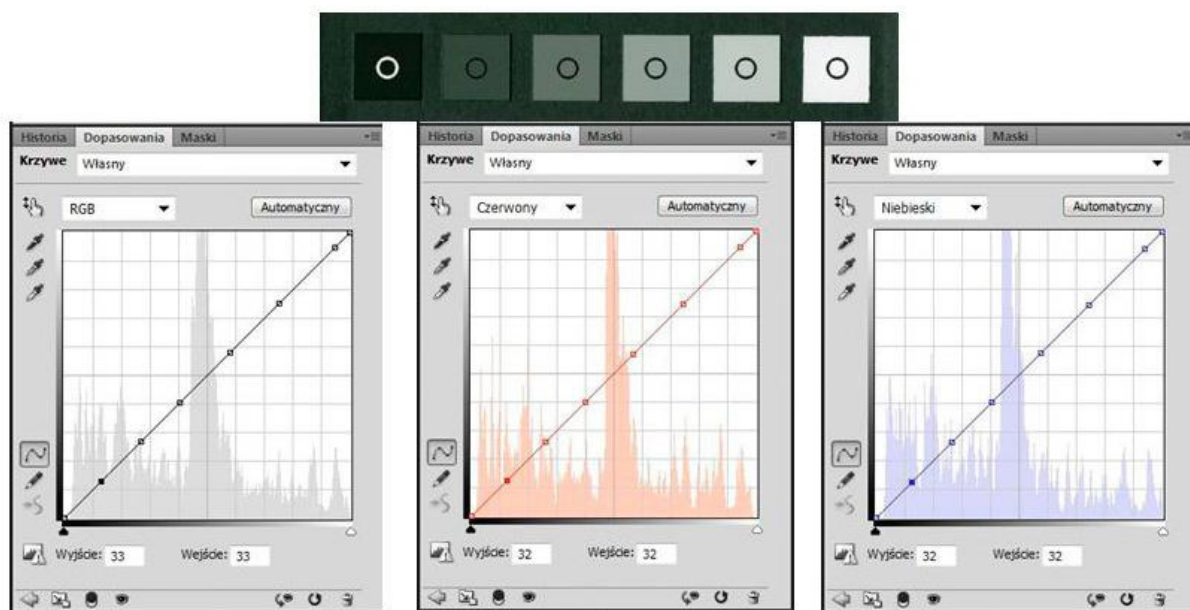 Historia Dopasowania Maski
Krzywe Własny
RGB Automatyczny
Wyjście: 33 Wejście: 33
Historia Dopasowania Maski
Krzywe Własny
Czerwony Automatyczny
Wyjście: 32 Wejście: 32
Historia Dopasowania Maski
Krzywe Własny
Niebieski Automatyczny
Wyjście: 32 Wejście: 32